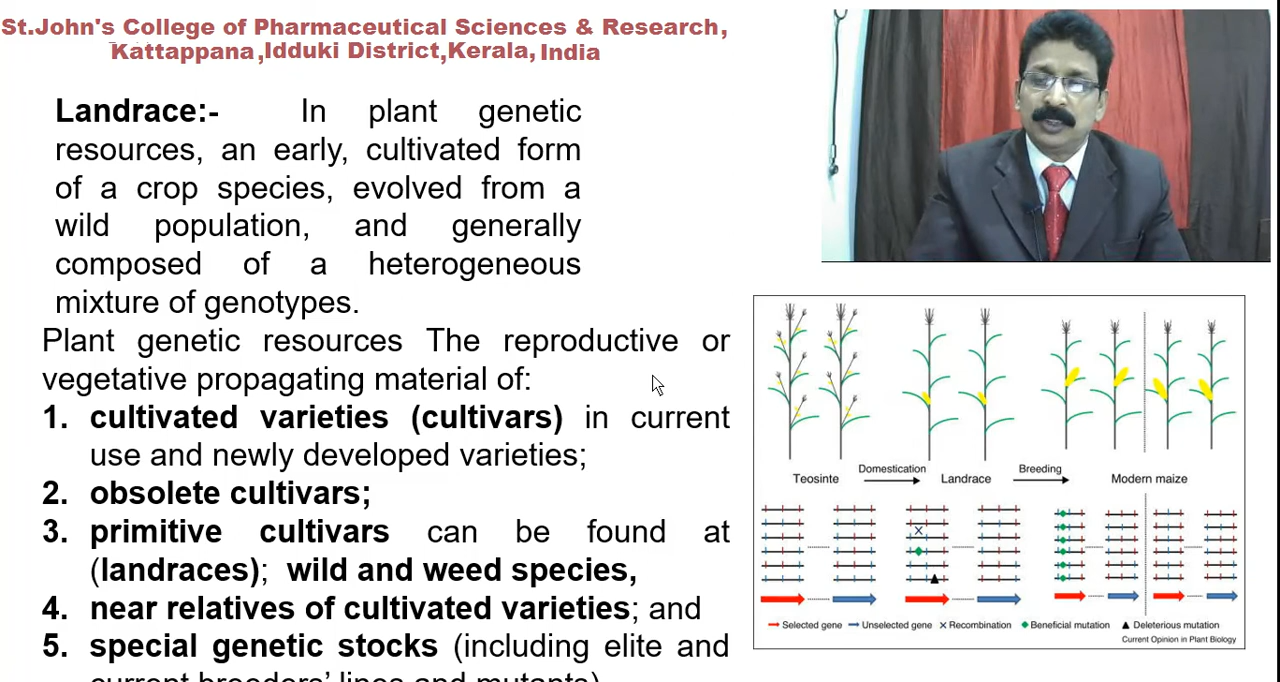 St.John's College of Pharmaceutical Sciences & Research,
Kattappana,Idduki District,Kerala, India
Landrace:- In plant genetic
resources, an early, cultivated form
of a crop species, evolved from a
wild population, and generally
composed of a heterogeneous
mixture of genotypes.
Plant genetic resources The reproductive or
vegetative propagating material of:
1. cultivated varieties (cultivars) in current
use and newly developed varieties;
2. obsolete cultivars;
3. primitive cultivars can be found at
(landraces); wild and weed species,
4. near relatives of cultivated varieties; and
5. special genetic stocks (including elite and
current breeders' lines and mutants)
Teosinte
Domestication
Landrace
Breeding
Modern maize
Selected gene
Unselected gene
Recombination
Beneficial mutation
Deleterious mutation
Current Opinion in Plant Biology